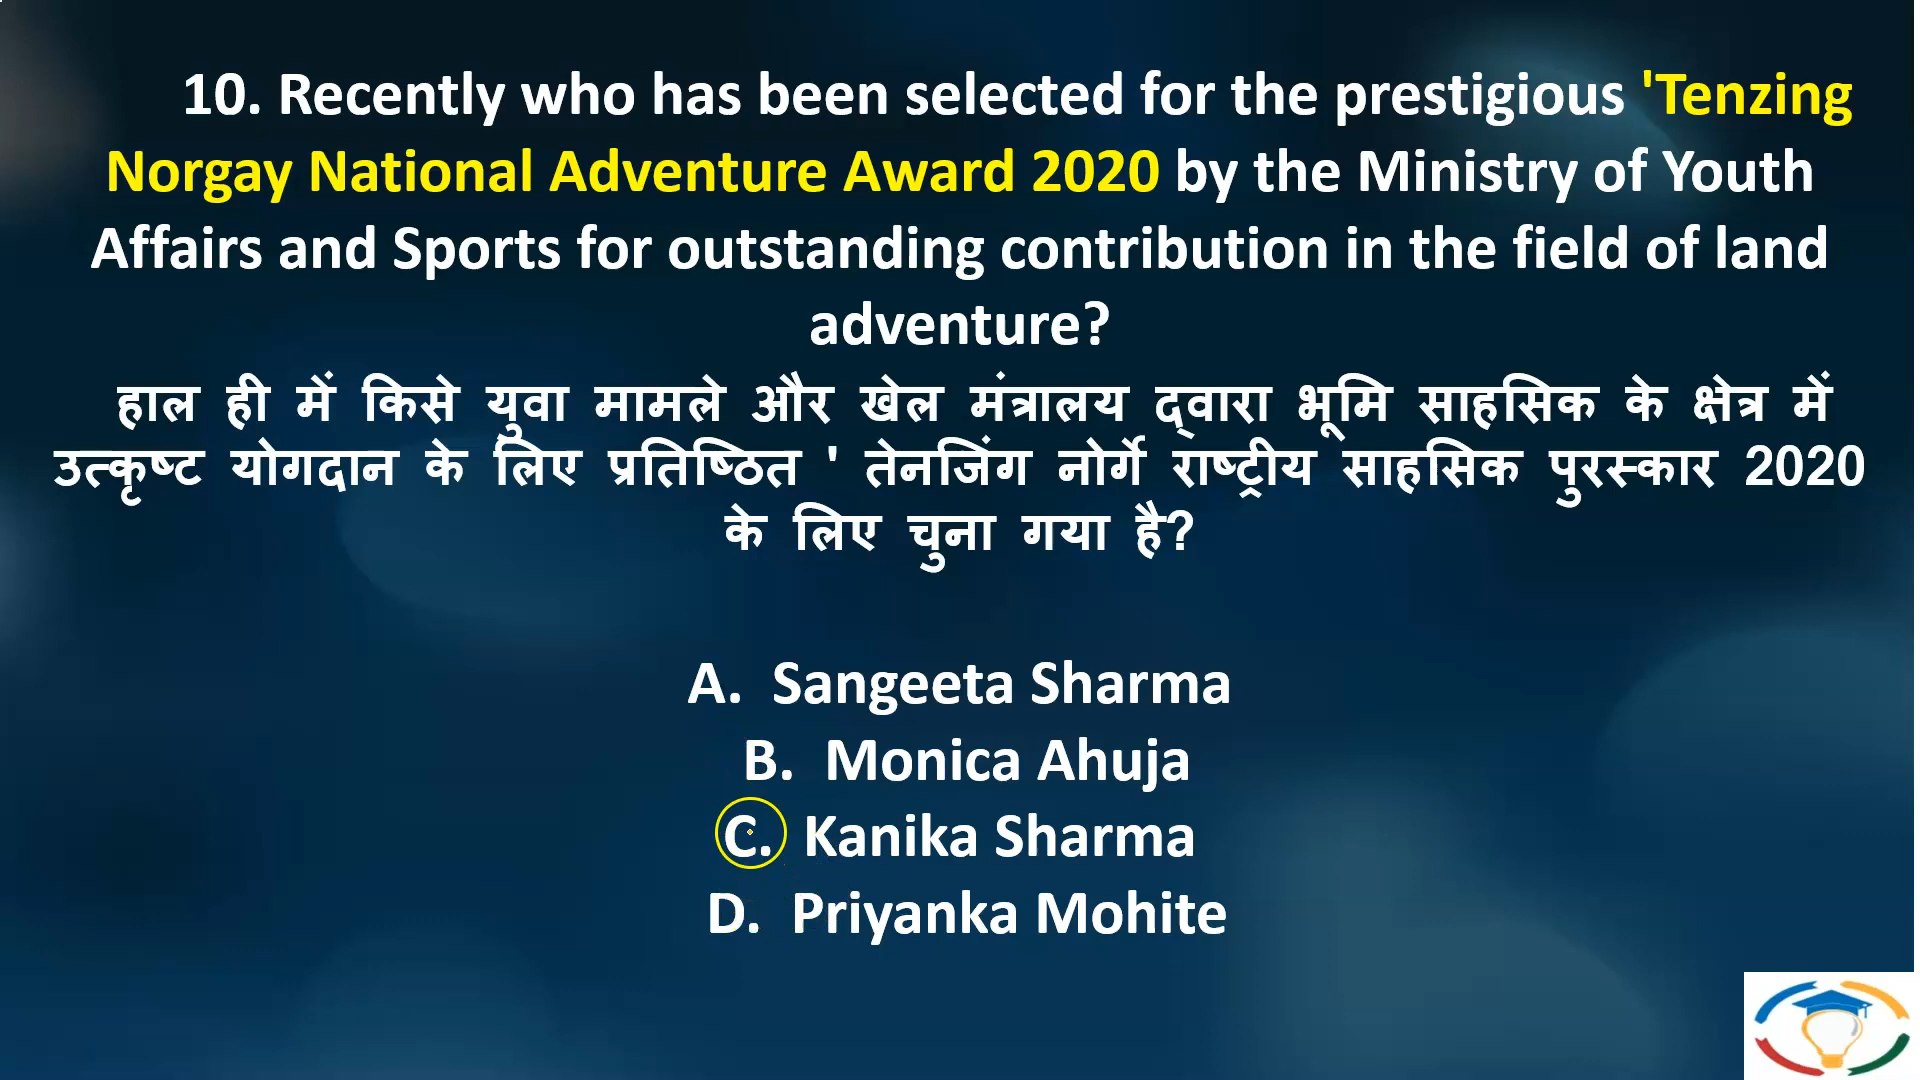 10. Recently who has been selected for the prestigious 'Tenzing
Norgay National Adventure Award 2020 by the Ministry of Youth
Affairs and Sports for outstanding contribution in the field of land
adventure?
हाल ही में किसे युवा मामले और खेल मंत्रालय द्वारा भूमि साहसिक के क्षेत्र में
उत्कृष्ट योगदान के लिए प्रतिष्ठित ' तेनजिंग नोर्गे राष्ट्रीय साहसिक पुरस्कार 2020
के लिए चुना गया है?
A. Sangeeta Sharma
B. Monica Ahuja
C. Kanika Sharma
D. Priyanka Mohite